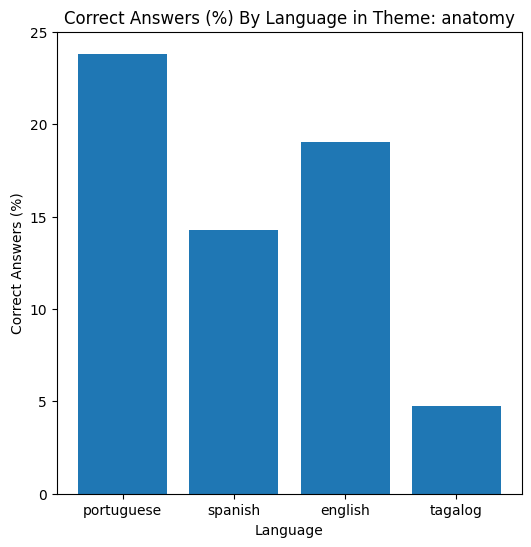 Correct Answers (%) By Language in Theme: anatomy
25
20
15
10
5
0
Correct Answers (%)
portuguese
spanish
english
tagalog
Language